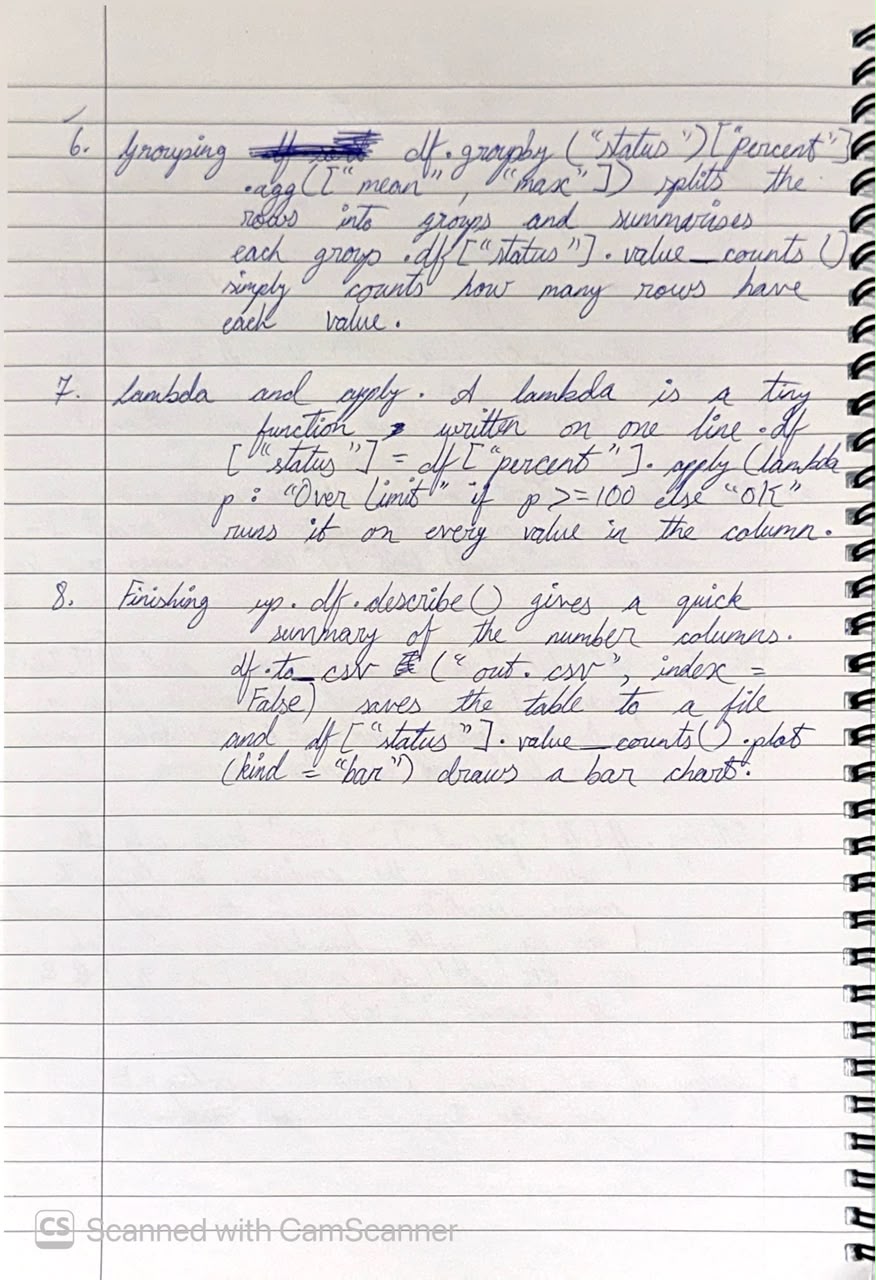 6. Grouping df.groupby ("status")["percent"]
.agg(["mean", "max"]) splits the
rows into groups and summarises
each group .df["status"].value_counts()
simply counts how many rows have
each value.
7. Lambda and apply. A lambda is a tiny
function, written on one line.df
["status"] = df["percent"].apply(lambda
p: "Over Limit" if p >=100 else "OK"
runs it on every value in the column.
8. Finishing up. df.describe() gives a quick
summary of the number columns.
df.to_csv ("out.csv", index =
False) saves the table to a file
and df["status"].value_counts().plot
(kind = "bar") draws a bar chart.
CS Scanned with CamScanner